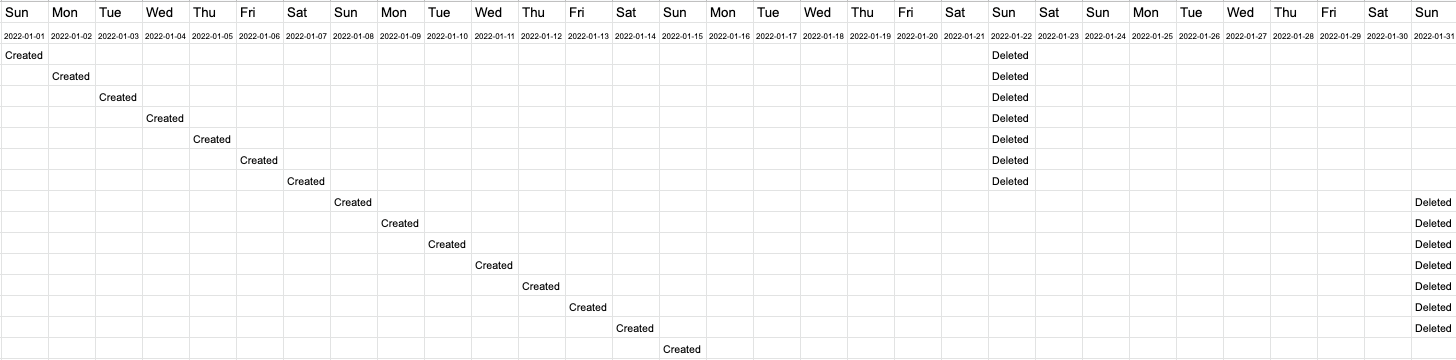 Sun Mon Tue Wed Thu Fri Sat Sun Mon Tue Wed Thu Fri Sat Sun Mon Tue Wed Thu Fri Sat Sun Sat Sun Mon Tue Wed Thu Fri Sat Sun
2022-01-01 2022-01-02 2022-01-03 2022-01-04 2022-01-05 2022-01-06 2022-01-07 2022-01-08 2022-01-09 2022-01-10 2022-01-11 2022-01-12 2022-01-13 2022-01-14 2022-01-15 2022-01-16 2022-01-17 2022-01-18 2022-01-19 2022-01-20 2022-01-21 2022-01-22 2022-01-23 2022-01-24 2022-01-25 2022-01-26 2022-01-27 2022-01-28 2022-01-29 2022-01-30 2022-01-31
Created Deleted
Created Deleted
Created Deleted
Created Deleted
Created Deleted
Created Deleted
Created Deleted
Created Deleted
Created Deleted
Created Deleted
Created Deleted
Created Deleted
Created Deleted
Created Deleted
Created